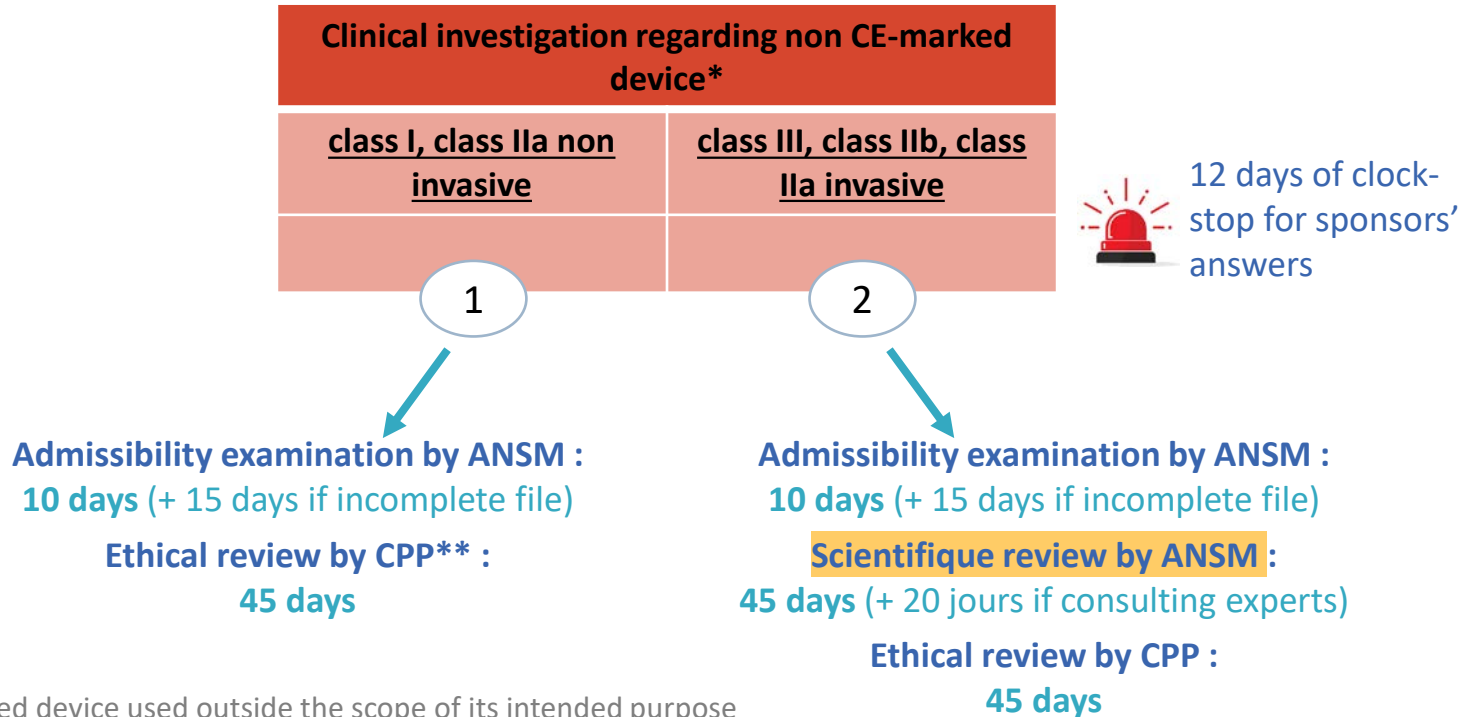 Clinical investigation regarding non CE-marked
device*
class I, class IIa non
invasive
class III, class IIb, class
IIa invasive
12 days of clock-
stop for sponsors'
answers
1
2
Admissibility examination by ANSM :
10 days (+ 15 days if incomplete file)
Ethical review by CPP** :
45 days
Admissibility examination by ANSM :
10 days (+ 15 days if incomplete file)
Scientifique review by ANSM :
45 days (+ 20 jours if consulting experts)
Ethical review by CPP :
45 days
ed device used outside the scope of its intended purpose